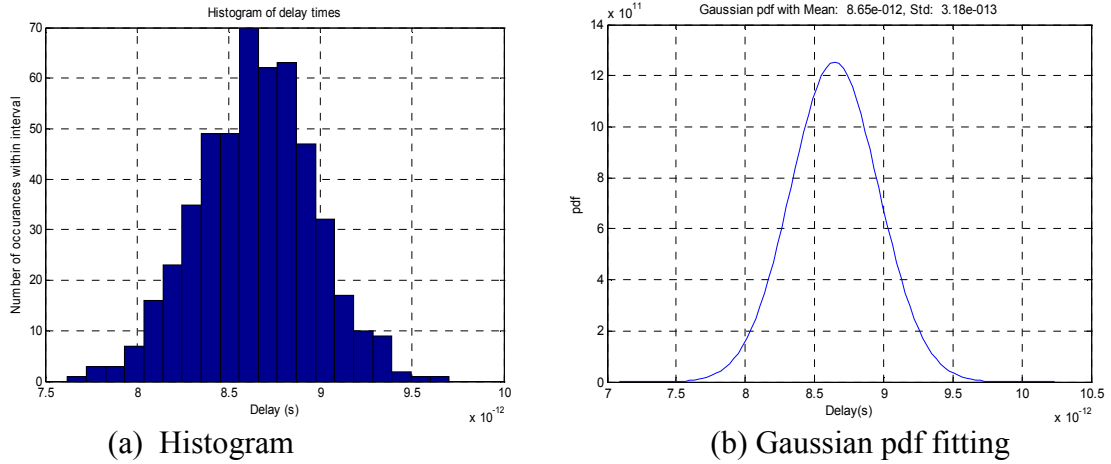 Histogram of delay times
70
60
50
40
30
20
10
0
Number of occurances within interval
7.5
8
8.5
9
9.5
10
Delay (s)
x 10^-12
(a) Histogram
Gaussian pdf with Mean: 8.65e-012, Std: 3.18e-013
x 10^11
14
12
10
8
6
4
2
0
pdf
7
7.5
8
8.5
9
9.5
10
10.5
Delay(s)
x 10^-12
(b) Gaussian pdf fitting